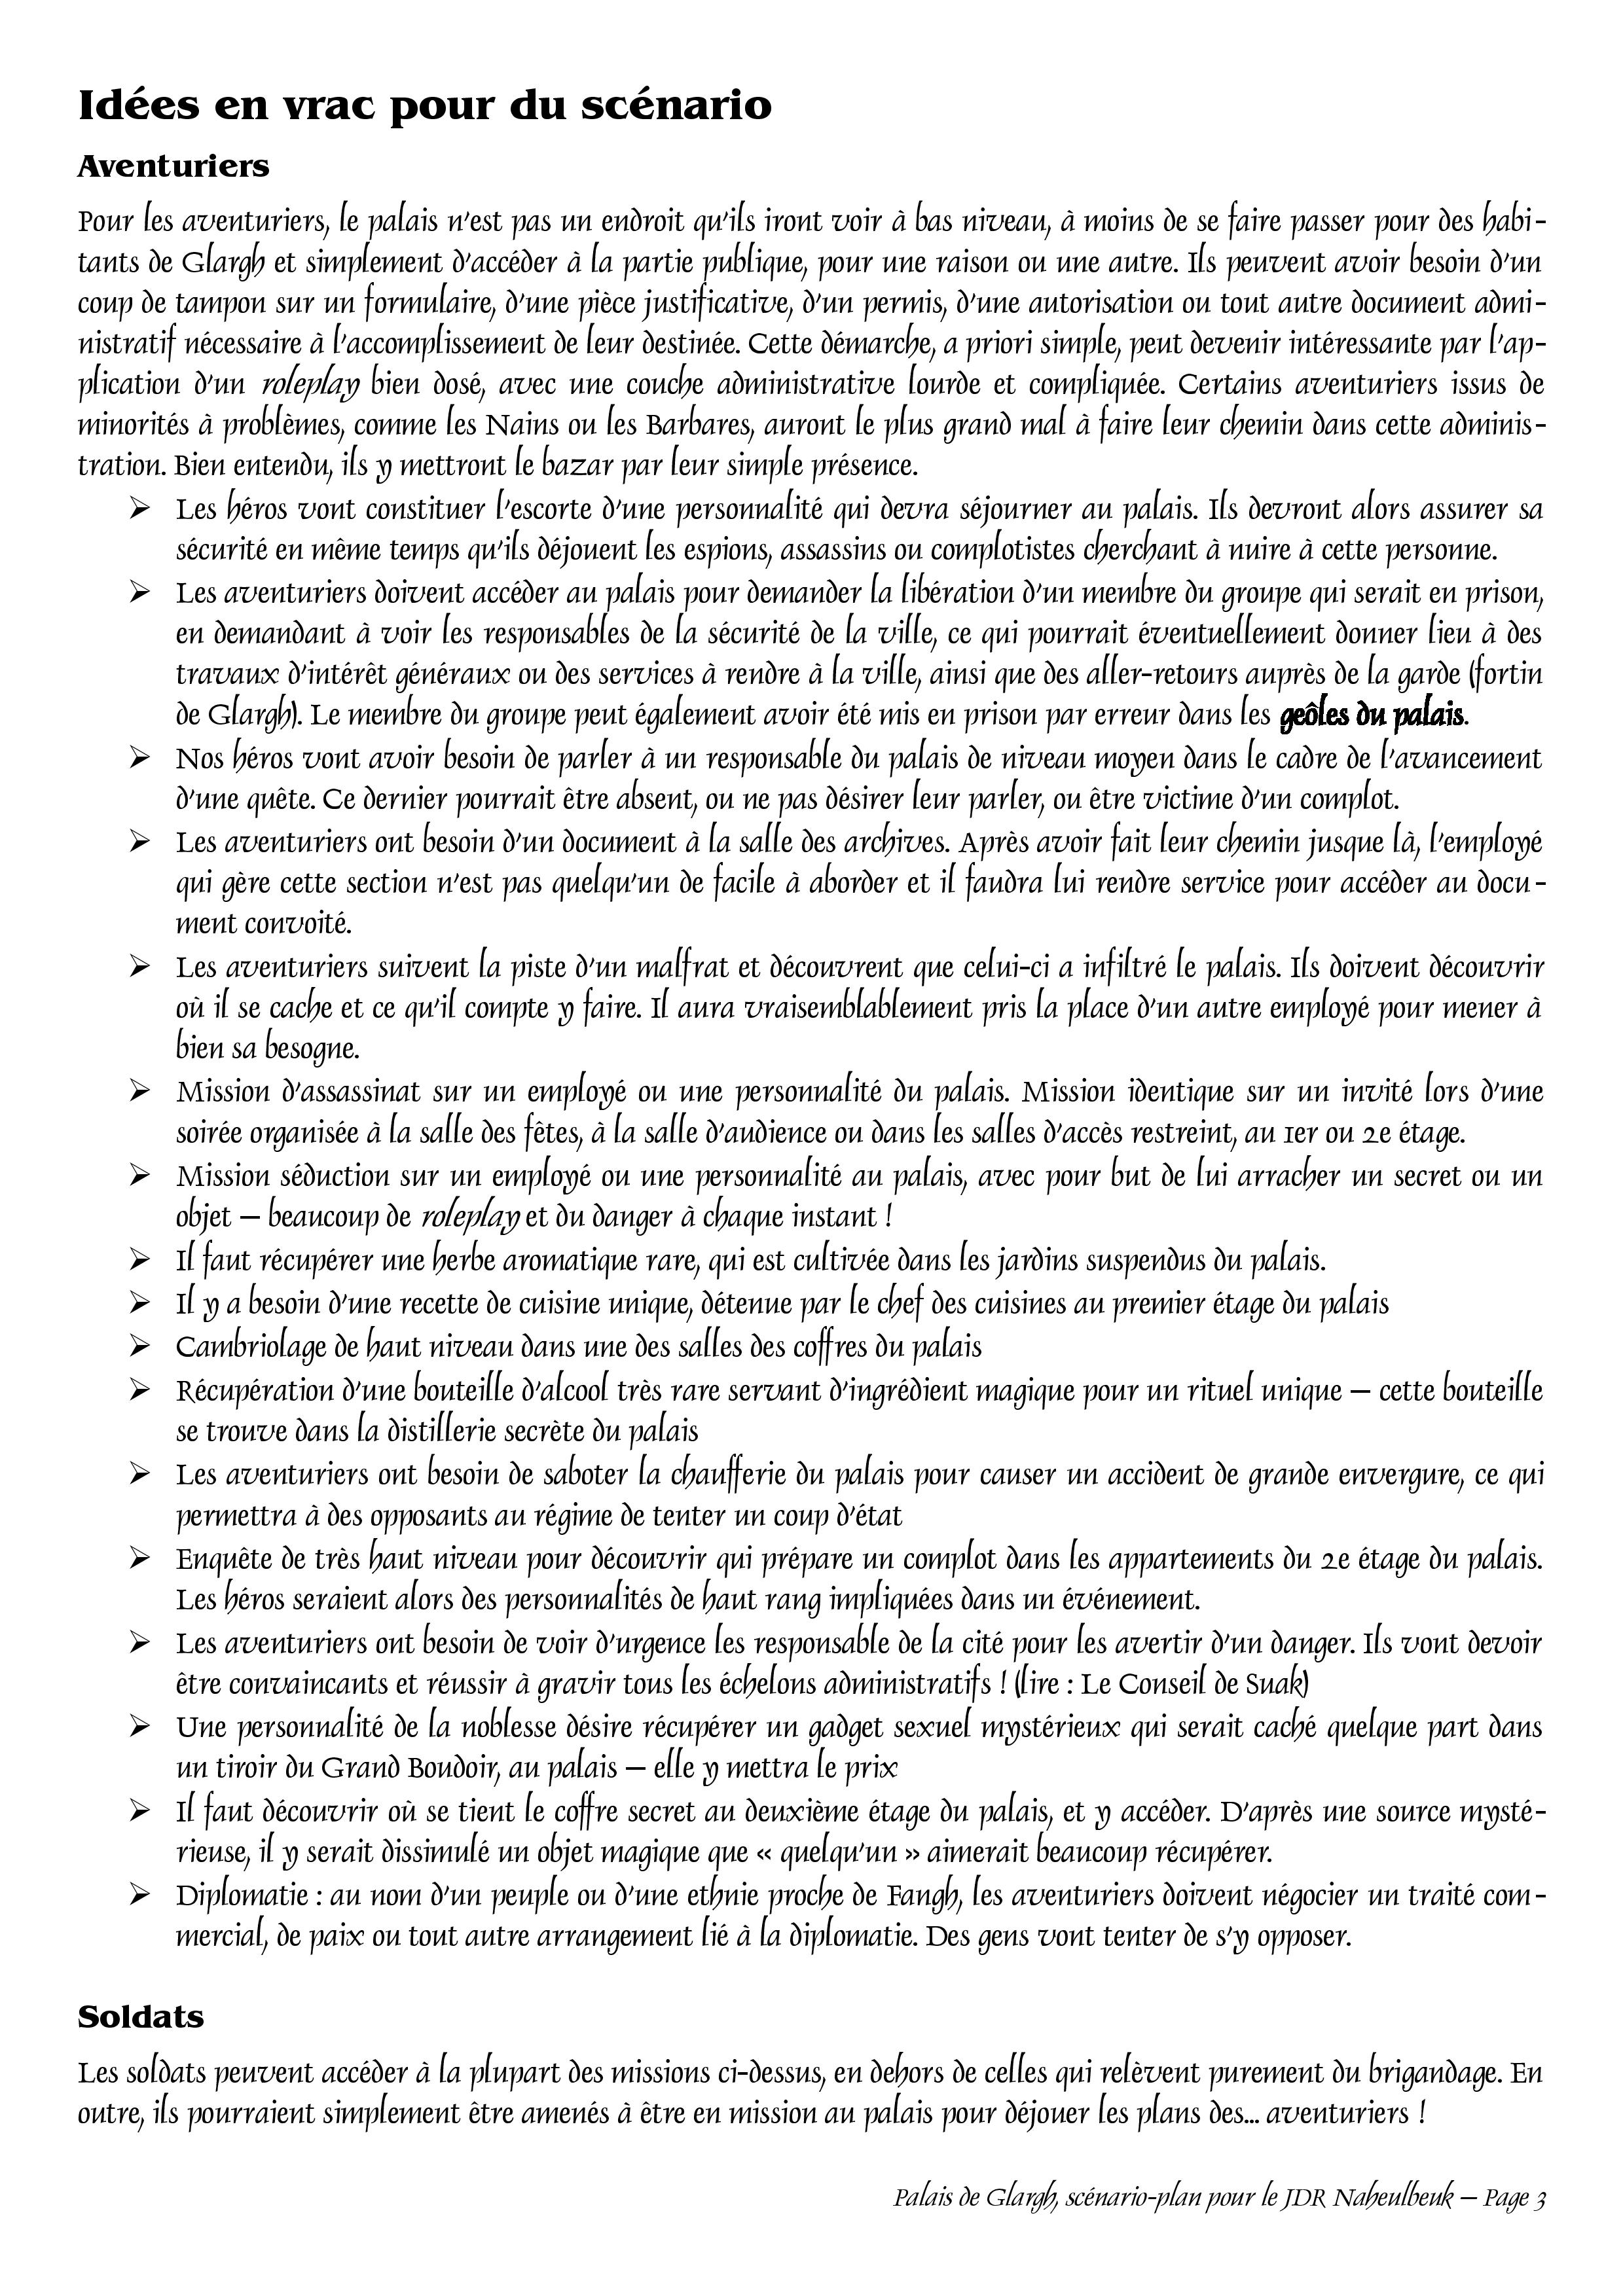 Idées en vrac pour du scénario
Aventuriers
Pour les aventuriers, le palais n'est pas un endroit qu'ils iront voir à bas niveau, à moins de se faire passer pour des habi-
tants de Glargh et simplement d'accéder à la partie publique, pour une raison ou une autre. Ils peuvent avoir besoin d'un
coup de tampon sur un formulaire, d'une pièce justificative, d'un permis, d'une autorisation ou tout autre document admi-
nistratif nécessaire à l'accomplissement de leur destinée. Cette démarche, a priori simple, peut devenir intéressante par l'ap-
plication d'un roleplay bien dosé, avec une couche administrative lourde et compliquée. Certains aventuriers issus de
minorités à problèmes, comme les Nains ou les Barbares, auront le plus grand mal à faire leur chemin dans cette adminis-
tration. Bien entendu, ils y mettront le bazar par leur simple présence.
➢ Les héros vont constituer l'escorte d'une personnalité qui devra séjourner au palais. Ils devront alors assurer sa
sécurité en même temps qu'ils déjouent les espions, assassins ou complotistes cherchant à nuire à cette personne.
➢ Les aventuriers doivent accéder au palais pour demander la libération d'un membre du groupe qui serait en prison,
en demandant à voir les responsables de la sécurité de la ville, ce qui pourrait éventuellement donner lieu à des
travaux d'intérêt généraux ou des services à rendre à la ville, ainsi que des aller-retours auprès de la garde (fortin
de Glargh). Le membre du groupe peut également avoir été mis en prison par erreur dans les geôles du palais.
➢ Nos héros vont avoir besoin de parler à un responsable du palais de niveau moyen dans le cadre de l'avancement
d'une quête. Ce dernier pourrait être absent, ou ne pas désirer leur parler, ou être victime d'un complot.
➢ Les aventuriers ont besoin d'un document à la salle des archives. Après avoir fait leur chemin jusque là, l'employé
qui gère cette section n'est pas quelqu'un de facile à aborder et il faudra lui rendre service pour accéder au docu-
ment convoité.
➢ Les aventuriers suivent la piste d'un malfrat et découvrent que celui-ci a infiltré le palais. Ils doivent découvrir
où il se cache et ce qu'il compte y faire. Il aura vraisemblablement pris la place d'un autre employé pour mener à
bien sa besogne.
➢ Mission d'assassinat sur un employé ou une personnalité du palais. Mission identique sur un invité lors d'une
soirée organisée à la salle des fêtes, à la salle d'audience ou dans les salles d'accès restreint, au 1er ou 2e étage.
➢ Mission séduction sur un employé ou une personnalité au palais, avec pour but de lui arracher un secret ou un
objet – beaucoup de roleplay et du danger à chaque instant !
➢ Il faut récupérer une herbe aromatique rare, qui est cultivée dans les jardins suspendus du palais.
➢ Il y a besoin d'une recette de cuisine unique, détenue par le chef des cuisines au premier étage du palais
➢ Cambriolage de haut niveau dans une des salles des coffres du palais
➢ Récupération d'une bouteille d'alcool très rare servant d'ingrédient magique pour un rituel unique – cette bouteille
se trouve dans la distillerie secrète du palais
➢ Les aventuriers ont besoin de saboter la chaufferie du palais pour causer un accident de grande envergure, ce qui
permettra à des opposants au régime de tenter un coup d'état
➢ Enquête de très haut niveau pour découvrir qui prépare un complot dans les appartements du 2e étage du palais.
Les héros seraient alors des personnalités de haut rang impliquées dans un événement.
➢ Les aventuriers ont besoin de voir d'urgence les responsable de la cité pour les avertir d'un danger. Ils vont devoir
être convaincants et réussir à gravir tous les échelons administratifs ! (lire : Le Conseil de Suak)
➢ Une personnalité de la noblesse désire récupérer un gadget sexuel mystérieux qui serait caché quelque part dans
un tiroir du Grand Boudoir, au palais – elle y mettra le prix
➢ Il faut découvrir où se tient le coffre secret au deuxième étage du palais, et y accéder. D'après une source mysté-
rieuse, il y serait dissimulé un objet magique que « quelqu'un » aimerait beaucoup récupérer.
➢ Diplomatie : au nom d'un peuple ou d'une ethnie proche de Fangh, les aventuriers doivent négocier un traité com-
mercial, de paix ou tout autre arrangement lié à la diplomatie. Des gens vont tenter de s'y opposer.
Soldats
Les soldats peuvent accéder à la plupart des missions ci-dessus, en dehors de celles qui relèvent purement du brigandage. En
outre, ils pourraient simplement être amenés à être en mission au palais pour déjouer les plans des... aventuriers !
Palais de Glargh, scénario-plan pour le JDR Naheulbeuk – Page 3